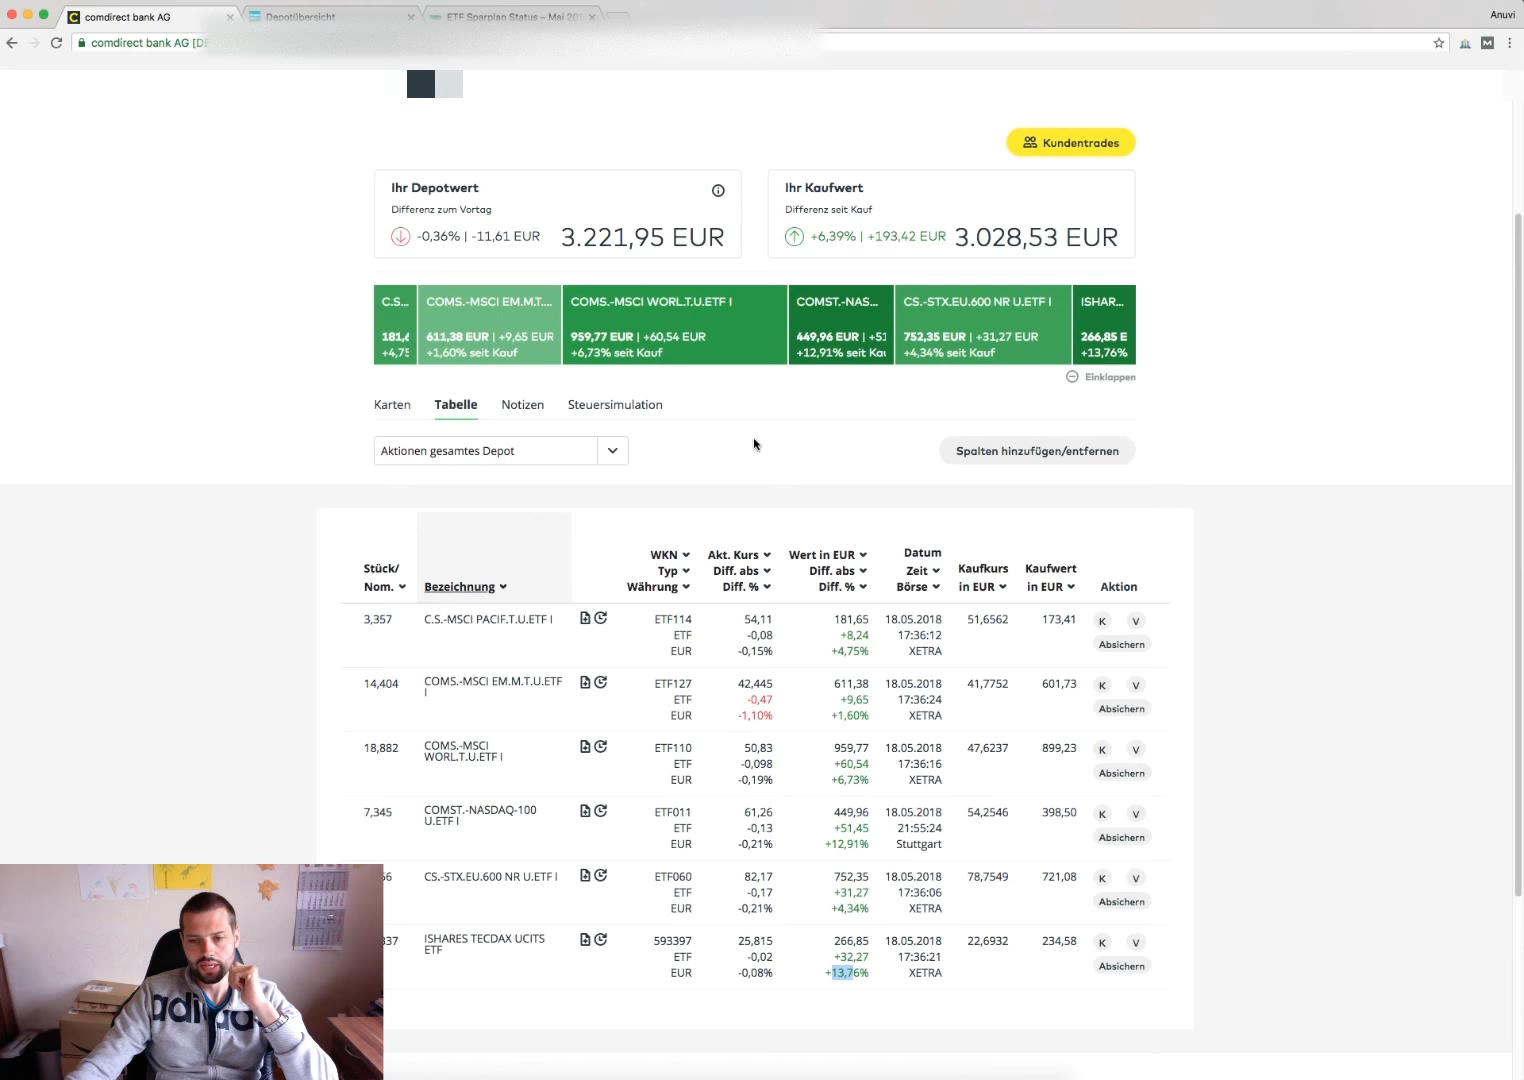 comdirect bank AG
Depotübersicht
ETF Sparplan Status – Mai 201
Anuvi
comdirect bank AG [DE
Kundentrades
Ihr Depotwert
Differenz zum Vortag
-0,36% | -11,61 EUR
3.221,95 EUR
Ihr Kaufwert
Differenz seit Kauf
+6,39% | +193,42 EUR
3.028,53 EUR
C.S...
181,6
+4,75
COMS.-MSCI EM.M.T....
611,38 EUR | +9,65 EUR
+1,60% seit Kauf
COMS.-MSCI WORL.T.U.ETF I
959,77 EUR | +60,54 EUR
+6,73% seit Kauf
COMST.-NAS...
449,96 EUR | +51
+12,91% seit Kau
CS.-STX.EU.600 NR U.ETF I
752,35 EUR | +31,27 EUR
+4,34% seit Kauf
ISHAR...
266,85 E
+13,76%
Einklappen
Karten Tabelle Notizen Steuersimulation
Aktionen gesamtes Depot
Spalten hinzufügen/entfernen
Stück/
Nom.
Bezeichnung
WKN
Typ
Währung
Akt. Kurs
Diff. abs
Diff. %
Wert in EUR
Diff. abs
Diff. %
Datum
Zeit
Börse
Kaufkurs
in EUR
Kaufwert
in EUR
Aktion
3,357 C.S.-MSCI PACIF.T.U.ETF I ETF114 54,11 181,65 18.05.2018 51,6562 173,41 K V
ETF -0,08 +8,24 17:36:12 Absichern
EUR -0,15% +4,75% XETRA
14,404 COMS.-MSCI EM.M.T.U.ETF ETF127 42,445 611,38 18.05.2018 41,7752 601,73 K V
I ETF -0,47 +9,65 17:36:24 Absichern
EUR -1,10% +1,60% XETRA
18,882 COMS.-MSCI ETF110 50,83 959,77 18.05.2018 47,6237 899,23 K V
WORL.T.U.ETF I ETF -0,098 +60,54 17:36:16 Absichern
EUR -0,19% +6,73% XETRA
7,345 COMST.-NASDAQ-100 ETF011 61,26 449,96 18.05.2018 54,2546 398,50 K V
U.ETF I ETF -0,13 +51,45 21:55:24 Absichern
EUR -0,21% +12,91% Stuttgart
CS.-STX.EU.600 NR U.ETF I ETF060 82,17 752,35 18.05.2018 78,7549 721,08 K V
ETF -0,17 +31,27 17:36:06 Absichern
EUR -0,21% +4,34% XETRA
337 ISHARES TECDAX UCITS 593397 25,815 266,85 18.05.2018 22,6932 234,58 K V
ETF ETF -0,02 +32,27 17:36:21 Absichern
EUR -0,08% +13,76% XETRA
adidas